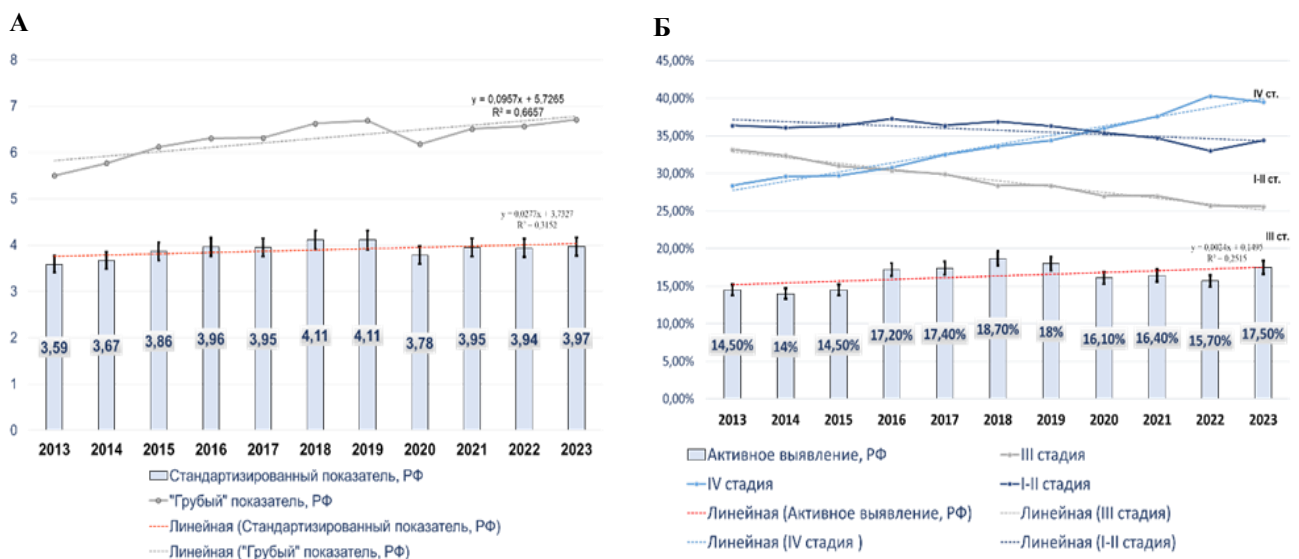 А
8
7
6
5
4
3
2
1
0
y = 0,0957x + 5,7265
R² = 0,6657
y = 0,0277x + 3,7327
R² = 0,3152
3,59 3,67 3,86 3,96 3,95 4,11 4,11 3,78 3,95 3,94 3,97
2013 2014 2015 2016 2017 2018 2019 2020 2021 2022 2023
Стандартизированный показатель, РФ
"Грубый" показатель, РФ
Линейная (Стандартизированный показатель, РФ)
Линейная ("Грубый" показатель, РФ)
Б
45,00%
40,00%
35,00%
30,00%
25,00%
20,00%
15,00%
10,00%
5,00%
0,00%
IV ст.
I-II ст.
III ст.
y = 0,0024x + 0,1495
R² = 0,2515
14,50% 14% 14,50% 17,20% 17,40% 18,70% 18% 16,10% 16,40% 15,70% 17,50%
2013 2014 2015 2016 2017 2018 2019 2020 2021 2022 2023
Активное выявление, РФ III стадия
IV стадия I-II стадия
Линейная (Активное выявление, РФ) Линейная (III стадия)
Линейная (IV стадия ) Линейная (I-II стадия)